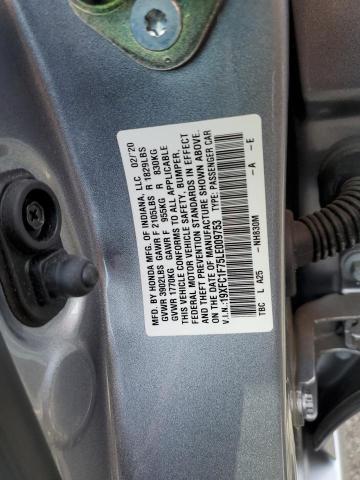 MFD. BY HONDA MFG. OF INDIANA, LLC 02/'20
GVWR 3902LBS GAWR F 2105LBS R 1829LBS
GVWR 1770KG GAWR F 955KG R 830KG
THIS VEHICLE CONFORMS TO ALL APPLICABLE
FEDERAL MOTOR VEHICLE SAFETY, BUMPER,
AND THEFT PREVENTION STANDARDS IN EFFECT
ON THE DATE OF MANUFACTURE SHOWN ABOVE.
V.I.N.:19XFC1F75LE009753 TYPE: PASSENGER CAR
TBC L A25 -NH830M -A -E